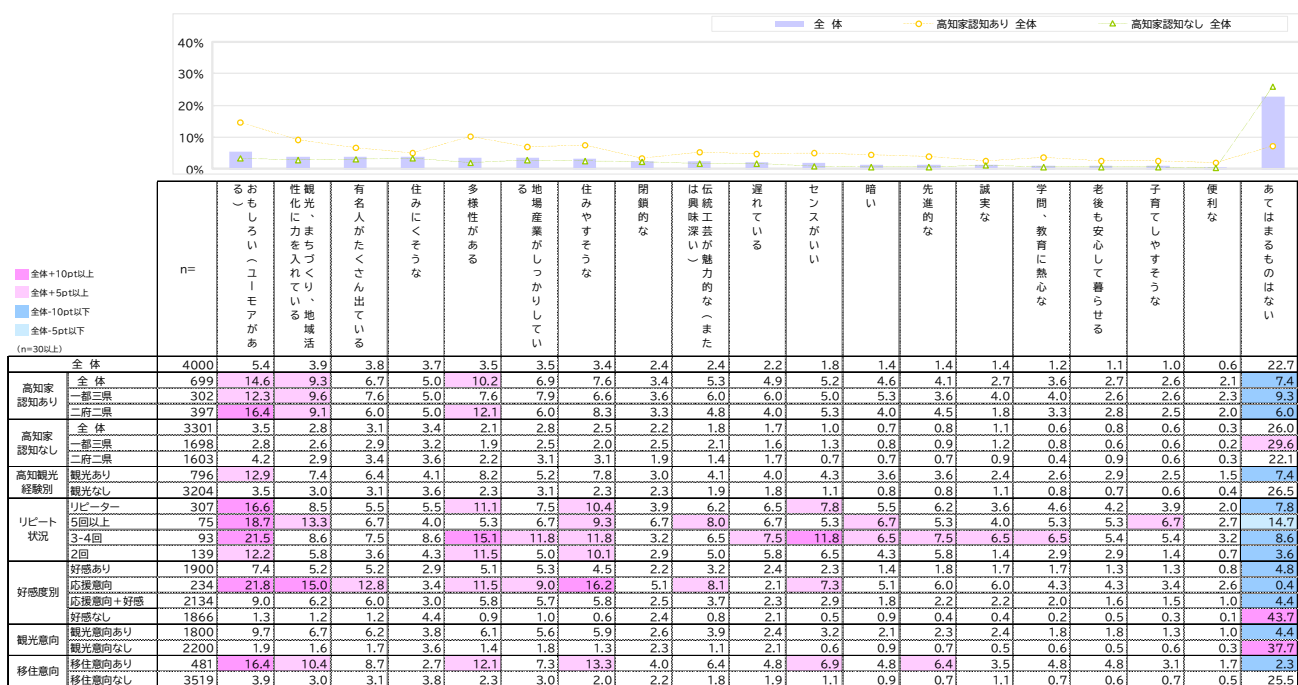 全 体 高知家認知あり 全体 高知家認知なし 全体
40%
30%
20%
10%
0%
全体+10pt以上
全体+5pt以上
全体-10pt以下
全体-5pt以下
(n=30以上)
n=
おもしろい（ユーモアがある）
観光、まちづくり、地域活性化に力を入れている
有名人がたくさん出ている
住みにくそうな
多様性がある
地場産業がしっかりしている
住みやすそうな
閉鎖的な
伝統工芸が魅力的な（または興味深い）
遅れている
センスがいい
暗い
先進的な
誠実な
学問、教育に熱心な
老後も安心して暮らせる
子育てしやすそうな
便利な
あてはまるものはない
全 体 4000 5.4 3.9 3.8 3.7 3.5 3.5 3.4 2.4 2.4 2.2 1.8 1.4 1.4 1.4 1.2 1.1 1.0 0.6 22.7
高知家認知あり 全 体 699 14.6 9.3 6.7 5.0 10.2 6.9 7.6 3.4 5.3 4.9 5.2 4.6 4.1 2.7 3.6 2.7 2.6 2.1 7.4
一都三県 302 12.3 9.6 7.6 5.0 7.6 7.9 6.6 3.6 6.0 6.0 5.0 5.3 3.6 4.0 4.0 2.6 2.6 2.3 9.3
二府二県 397 16.4 9.1 6.0 5.0 12.1 6.0 8.3 3.3 4.8 4.0 5.3 4.0 4.5 1.8 3.3 2.8 2.5 2.0 6.0
高知家認知なし 全 体 3301 3.5 2.8 3.1 3.4 2.1 2.8 2.5 2.2 1.8 1.7 1.0 0.7 0.8 1.1 0.6 0.8 0.6 0.3 26.0
一都三県 1698 2.8 2.6 2.9 3.2 1.9 2.5 2.0 2.5 2.1 1.6 1.3 0.8 0.9 1.2 0.8 0.6 0.6 0.2 29.6
二府二県 1603 4.2 2.9 3.4 3.6 2.2 3.1 3.1 1.9 1.4 1.7 0.7 0.7 0.7 0.9 0.4 0.9 0.6 0.3 22.1
高知観光経験別 観光あり 796 12.9 7.4 6.4 4.1 8.2 5.2 7.8 3.0 4.1 4.0 4.3 3.6 3.6 2.4 2.6 2.9 2.5 1.5 7.4
観光なし 3204 3.5 3.0 3.1 3.6 2.3 3.1 2.3 2.3 1.9 1.8 1.1 0.8 0.8 1.1 0.8 0.7 0.6 0.4 26.5
リピート状況 リピーター 307 16.6 8.5 5.5 5.5 11.1 7.5 10.4 3.9 6.2 6.5 7.8 5.5 6.2 3.6 4.6 4.2 3.9 2.0 7.8
5回以上 75 18.7 13.3 6.7 4.0 5.3 6.7 9.3 6.7 8.0 6.7 5.3 6.7 5.3 4.0 5.3 5.3 6.7 2.7 14.7
3-4回 93 21.5 8.6 7.5 8.6 15.1 11.8 11.8 3.2 6.5 7.5 11.8 6.5 7.5 6.5 6.5 5.4 5.4 3.2 8.6
2回 139 12.2 5.8 3.6 4.3 11.5 5.0 10.1 2.9 5.0 5.8 6.5 4.3 5.8 1.4 2.9 2.9 1.4 0.7 3.6
好感度別 好感あり 1900 7.4 5.2 5.2 2.9 5.1 5.3 4.5 2.2 3.2 2.4 2.3 1.4 1.8 1.7 1.7 1.3 1.3 0.8 4.8
応援意向 234 21.8 15.0 12.8 3.4 11.5 9.0 16.2 5.1 8.1 2.1 7.3 5.1 6.0 6.0 4.3 4.3 3.4 2.6 0.4
応援意向＋好感 2134 9.0 6.2 6.0 3.0 5.8 5.7 5.8 2.5 3.7 2.3 2.9 1.8 2.2 2.2 2.0 1.6 1.5 1.0 4.4
好感なし 1866 1.3 1.2 1.2 4.4 0.9 1.0 0.6 2.4 0.8 2.1 0.5 0.9 0.4 0.4 0.2 0.5 0.3 0.1 43.7
観光意向 観光意向あり 1800 9.7 6.7 6.2 3.8 6.1 5.6 5.9 2.6 3.9 2.4 3.2 2.1 2.3 2.4 1.8 1.8 1.3 1.0 4.4
観光意向なし 2200 1.9 1.6 1.7 3.6 1.4 1.8 1.3 2.3 1.1 2.1 0.6 0.9 0.7 0.5 0.6 0.5 0.6 0.3 37.7
移住意向 移住意向あり 481 16.4 10.4 8.7 2.7 12.1 7.3 13.3 4.0 6.4 4.8 6.9 4.8 6.4 3.5 4.8 4.8 3.1 1.7 2.3
移住意向なし 3519 3.9 3.0 3.1 3.8 2.3 3.0 2.0 2.2 1.8 1.9 1.1 0.9 0.7 1.1 0.7 0.6 0.7 0.5 25.5